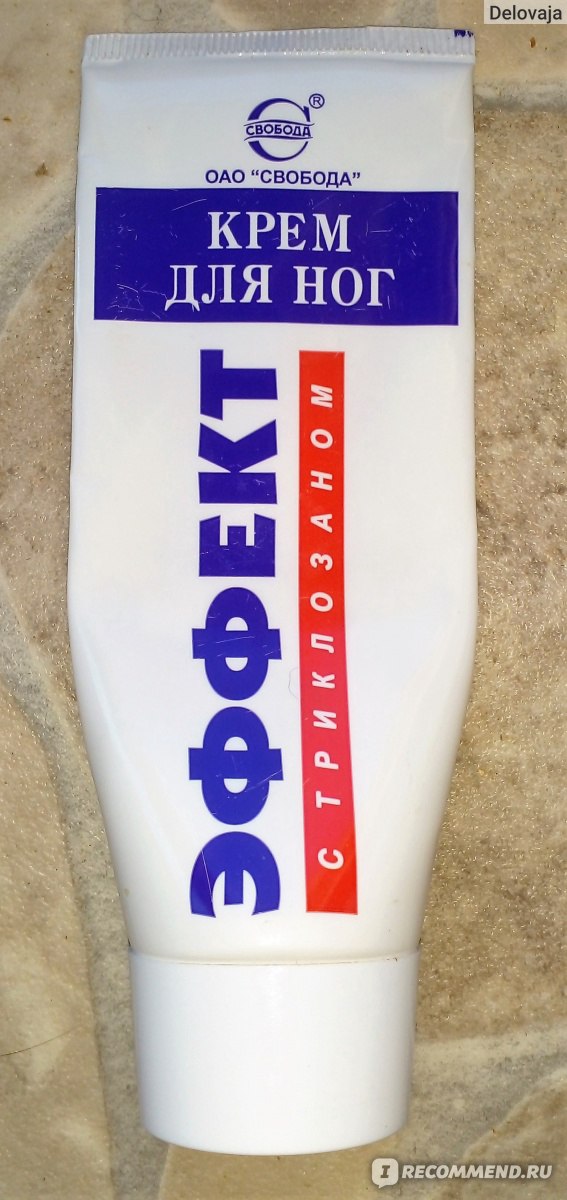 Delovaja
СВОБОДА®
ОАО "СВОБОДА"
КРЕМ
ДЛЯ НОГ
ЭФФЕКТ
С ТРИКЛОЗАНОМ
IRECOMMEND.RU